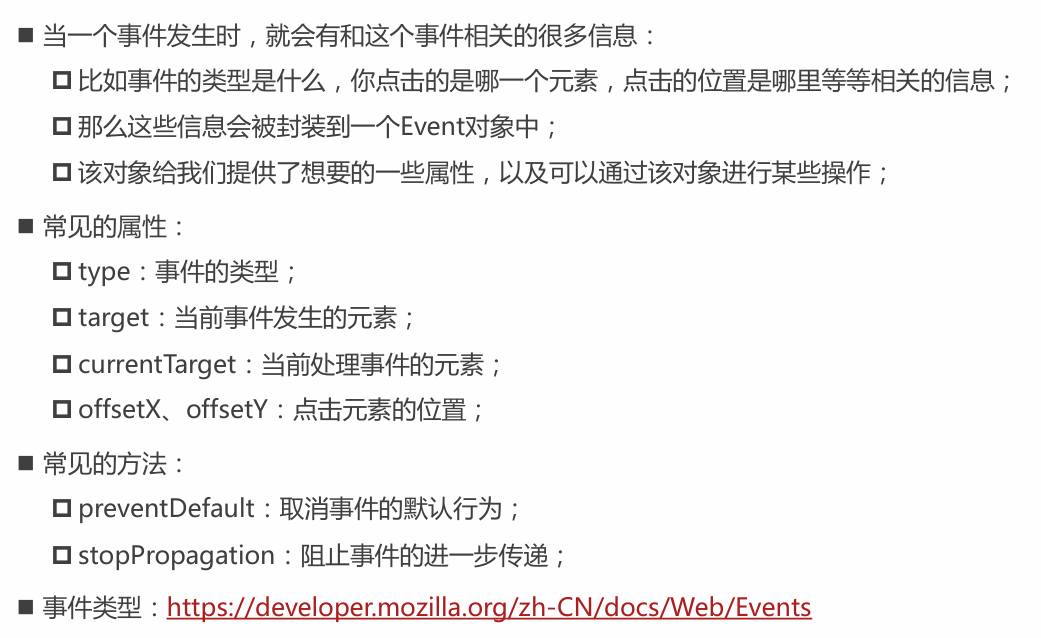 ■ 当一个事件发生时，就会有和这个事件相关的很多信息：
比如事件的类型是什么，你点击的是哪一个元素，点击的位置是哪里等等相关的信息；
那么这些信息会被封装到一个Event对象中；
该对象给我们提供了想要的一些属性，以及可以通过该对象进行某些操作；
■ 常见的属性：
type：事件的类型；
target：当前事件发生的元素；
currentTarget：当前处理事件的元素；
offsetX、offsetY：点击元素的位置；
■ 常见的方法：
preventDefault：取消事件的默认行为；
stopPropagation：阻止事件的进一步传递；
■ 事件类型：https://developer.mozilla.org/zh-CN/docs/Web/Events